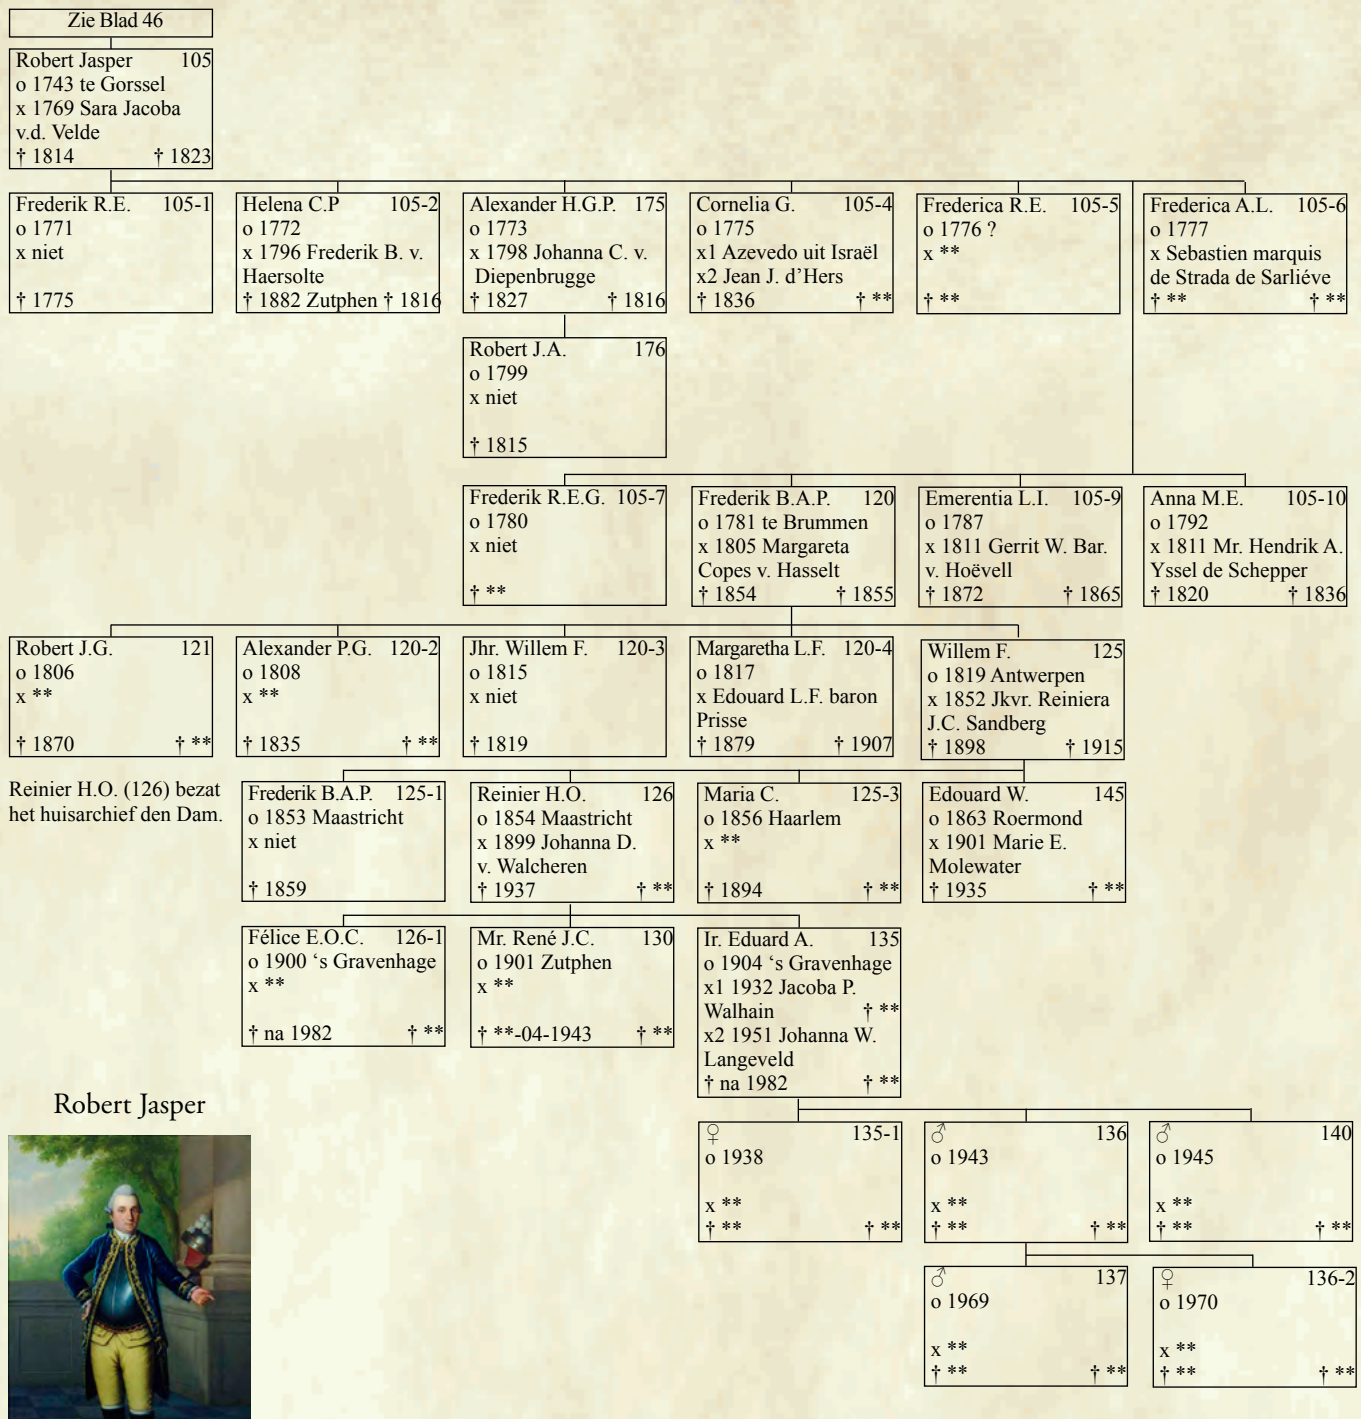 Zie Blad 46
Robert Jasper 105
o 1743 te Gorssel
x 1769 Sara Jacoba
v.d. Velde
† 1814 † 1823
Frederik R.E. 105-1
o 1771
x niet
† 1775
Helena C.P 105-2
o 1772
x 1796 Frederik B. v.
Haersolte
† 1882 Zutphen † 1816
Alexander H.G.P. 175
o 1773
x 1798 Johanna C. v.
Diepenbrugge
† 1827 † 1816
Cornelia G. 105-4
o 1775
x1 Azevedo uit Israël
x2 Jean J. d’Hers
† 1836 † **
Frederica R.E. 105-5
o 1776 ?
x **
† **
Frederica A.L. 105-6
o 1777
x Sebastien marquis
de Strada de Sarliéve
† ** † **
Robert J.A. 176
o 1799
x niet
† 1815
Frederik R.E.G. 105-7
o 1780
x niet
† **
Frederik B.A.P. 120
o 1781 te Brummen
x 1805 Margareta
Copes v. Hasselt
† 1854 † 1855
Emerentia L.I. 105-9
o 1787
x 1811 Gerrit W. Bar.
v. Hoëvell
† 1872 † 1865
Anna M.E. 105-10
o 1792
x 1811 Mr. Hendrik A.
Yssel de Schepper
† 1820 † 1836
Robert J.G. 121
o 1806
x **
† 1870 † **
Alexander P.G. 120-2
o 1808
x **
† 1835 † **
Jhr. Willem F. 120-3
o 1815
x niet
† 1819
Margaretha L.F. 120-4
o 1817
x Edouard L.F. baron
Prisse
† 1879 † 1907
Willem F. 125
o 1819 Antwerpen
x 1852 Jkvr. Reiniera
J.C. Sandberg
† 1898 † 1915
Reinier H.O. (126) bezat
het huisarchief den Dam.
Frederik B.A.P. 125-1
o 1853 Maastricht
x niet
† 1859
Reinier H.O. 126
o 1854 Maastricht
x 1899 Johanna D.
v. Walcheren
† 1937 † **
Maria C. 125-3
o 1856 Haarlem
x **
† 1894 † **
Edouard W. 145
o 1863 Roermond
x 1901 Marie E.
Molewater
† 1935 † **
Félice E.O.C. 126-1
o 1900 ‘s Gravenhage
x **
† na 1982 † **
Mr. René J.C. 130
o 1901 Zutphen
x **
† **-04-1943 † **
Ir. Eduard A. 135
o 1904 ‘s Gravenhage
x1 1932 Jacoba P.
Walhain † **
x2 1951 Johanna W.
Langeveld
† na 1982 † **
Robert Jasper
♀ 135-1
o 1938
x **
† ** † **
♂ 136
o 1943
x **
† ** † **
♂ 140
o 1945
x **
† ** † **
♂ 137
o 1969
x **
† ** † **
♀ 136-2
o 1970
x **
† ** † **